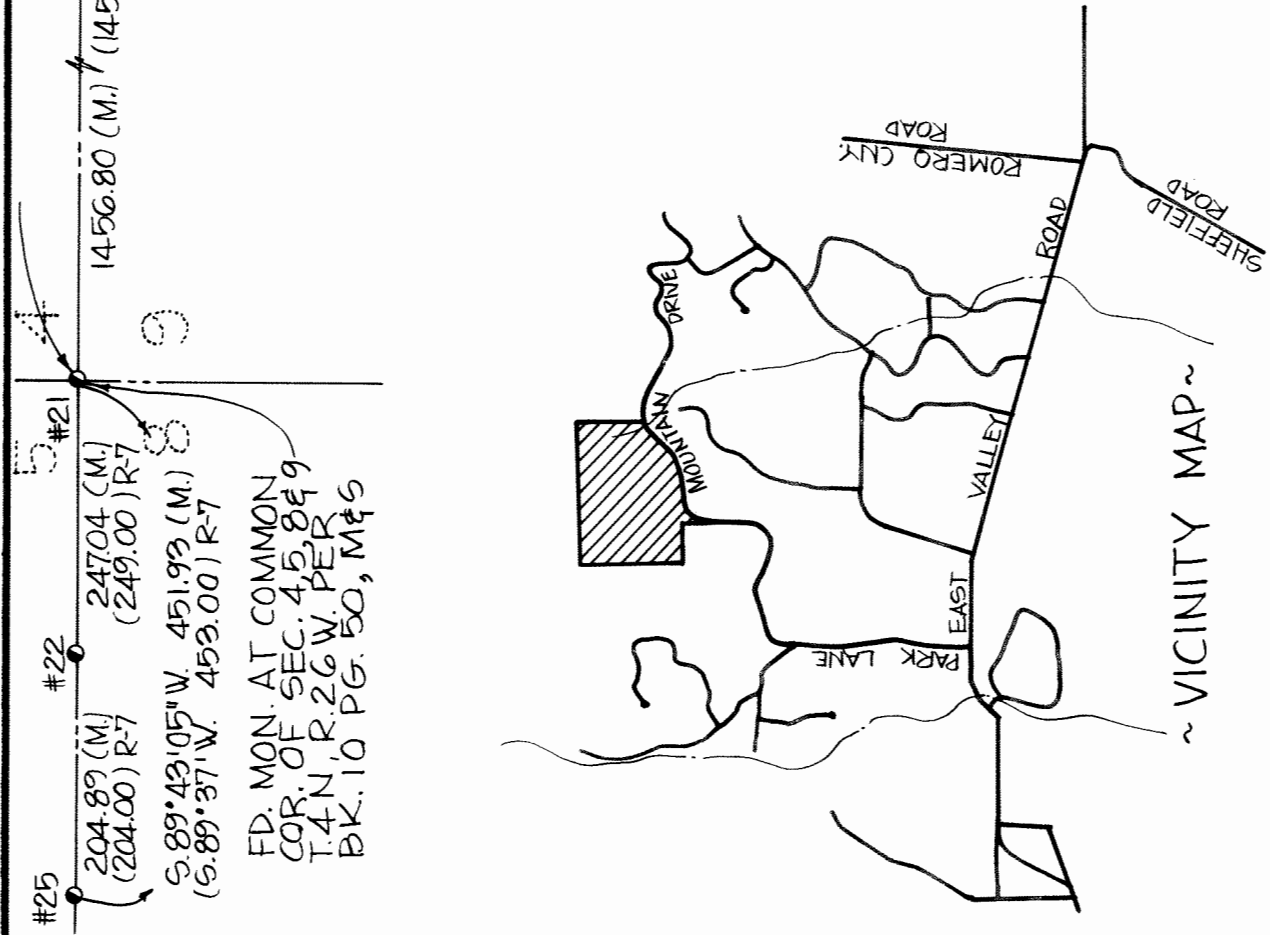 1456.80 (M.) (145
4
5
9
8
#21
#22
#25
247.04 (M.)
(249.00) R-7
204.89 (M.)
(204.00) R-7
S.89°43'05"W. 451.93 (M.)
(S.89°37'W. 453.00) R-7
FD. MON. AT COMMON
COR. OF SEC. 4,5,8&9
T.4N., R.26W. PER
BK.10 PG. 50, M&S
ROMERO CNY.
ROAD
SHEFFIELD
ROAD
MOUNTAIN DRIVE
EAST VALLEY ROAD
PARK LANE
~ VICINITY MAP ~